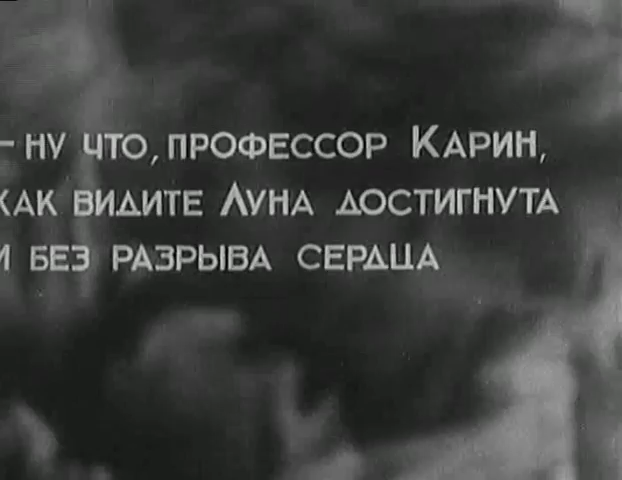 – НУ ЧТО, ПРОФЕССОР КАРИН,
КАК ВИДИТЕ ЛУНА ДОСТИГНУТА
И БЕЗ РАЗРЫВА СЕРДЦА